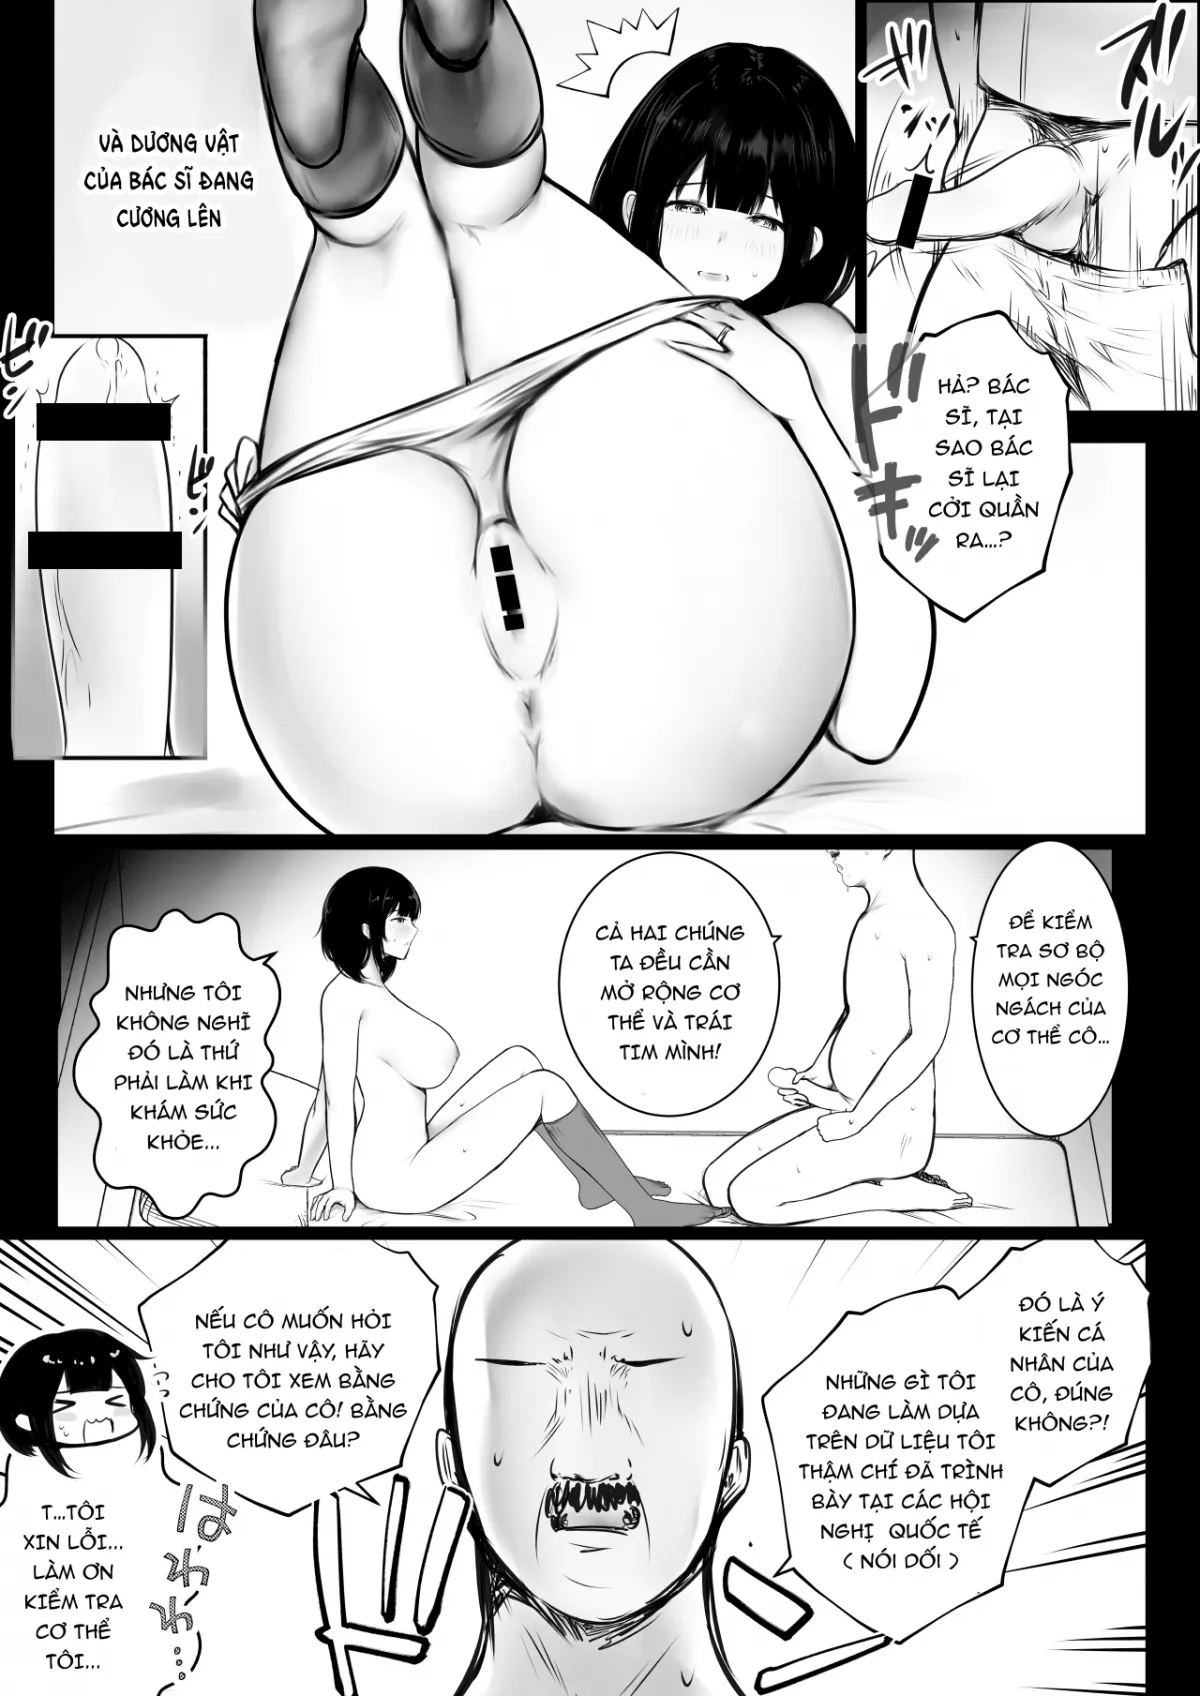 VÀ DƯƠNG VẬT
CỦA BÁC SĨ ĐANG
CƯƠNG LÊN
HẢ? BÁC
SĨ, TẠI
SAO BÁC
SĨ LẠI
CỞI QUẦN
RA...?
ĐỂ KIỂM
TRA SƠ BỘ
MỌI NGÓC
NGÁCH CỦA
CƠ THỂ CÔ...
CẢ HAI CHÚNG
TA ĐỀU CẦN
MỞ RỘNG CƠ
THỂ VÀ TRÁI
TIM MÌNH!
NHƯNG TÔI
KHÔNG NGHĨ
ĐÓ LÀ THỨ
PHẢI LÀM KHI
KHÁM SỨC
KHỎE...
ĐÓ LÀ Ý
KIẾN CÁ
NHÂN CỦA
CÔ, ĐÚNG
KHÔNG?!
NHỮNG GÌ TÔI
ĐANG LÀM DỰA
TRÊN DỮ LIỆU TÔI
THẬM CHÍ ĐÃ TRÌNH
BÀY TẠI CÁC HỘI
NGHỊ QUỐC TẾ
( NÓI DỐI )
NẾU CÔ MUỐN HỎI
TÔI NHƯ VẬY, HÃY
CHO TÔI XEM BẰNG
CHỨNG CỦA CÔ! BẰNG
CHỨNG ĐÂU?
T...TÔI
XIN LỖI...
LÀM ƠN
KIỂM TRA
CƠ THỂ
TÔI...
はわわ…